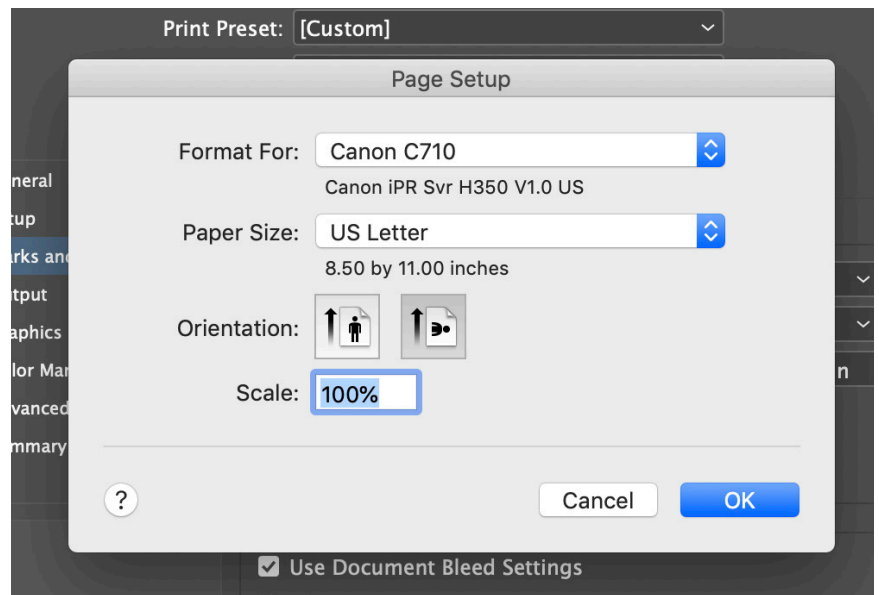 Print Preset: [Custom]
Page Setup
Format For: Canon C710
Canon iPR Svr H350 V1.0 US
neral
tup
Paper Size: US Letter
arks and
8.50 by 11.00 inches
tput
aphics
Orientation:
lor Mar
n
Scale: 100%
vanced
mmary
? Cancel OK
Use Document Bleed Settings